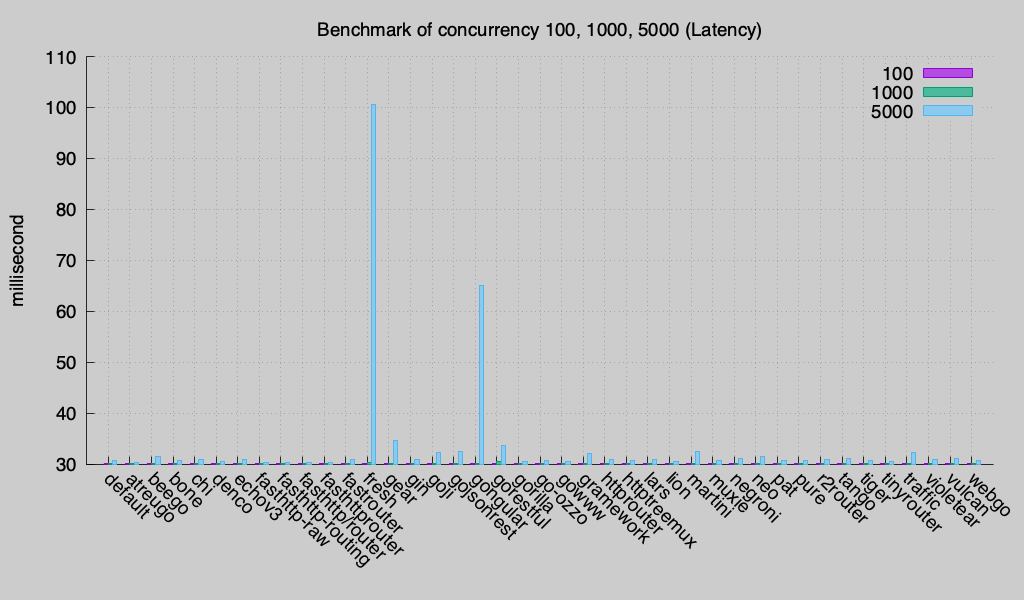 Benchmark of concurrency 100, 1000, 5000 (Latency)
100
1000
5000
millisecond
110
100
90
80
70
60
50
40
30
default
atreugo
beego
bone
chi
denco
echov3
fasthttp-raw
fasthttp-routing
fasthttp/router
fasthttprouter
fastrouter
fresh
gear
gin
goji
gojsonrest
gongular
gorestful
gorilla
go-ozzo
gowww
gramework
httprouter
httptreemux
lars
lion
martini
muxie
negroni
neo
pat
pure
r2router
tango
tiger
tinyrouter
traffic
violetear
vulcan
webgo